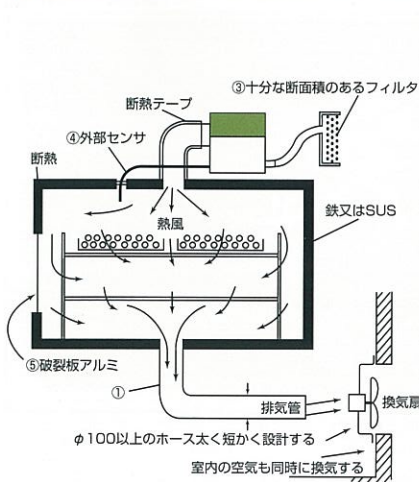 ③十分な断面積のあるフィルタ
断熱テープ
④外部センサ
断熱
熱風
鉄又はSUS
⑤破裂板アルミ
①
排気管
換気扇
φ100以上のホース太く短かく設計する
室内の空気も同時に換気する